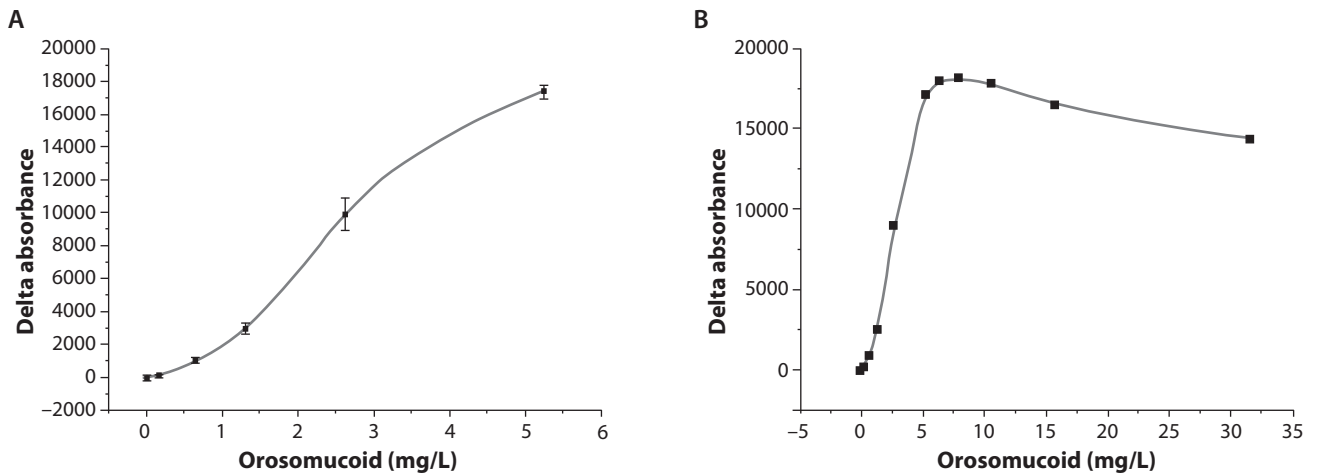 A
20000
18000
16000
14000
12000
10000
8000
6000
4000
2000
0
−2000
Delta absorbance
0 1 2 3 4 5 6
Orosomucoid (mg/L)
B
20000
15000
10000
5000
0
Delta absorbance
−5 0 5 10 15 20 25 30 35
Orosomucoid (mg/L)